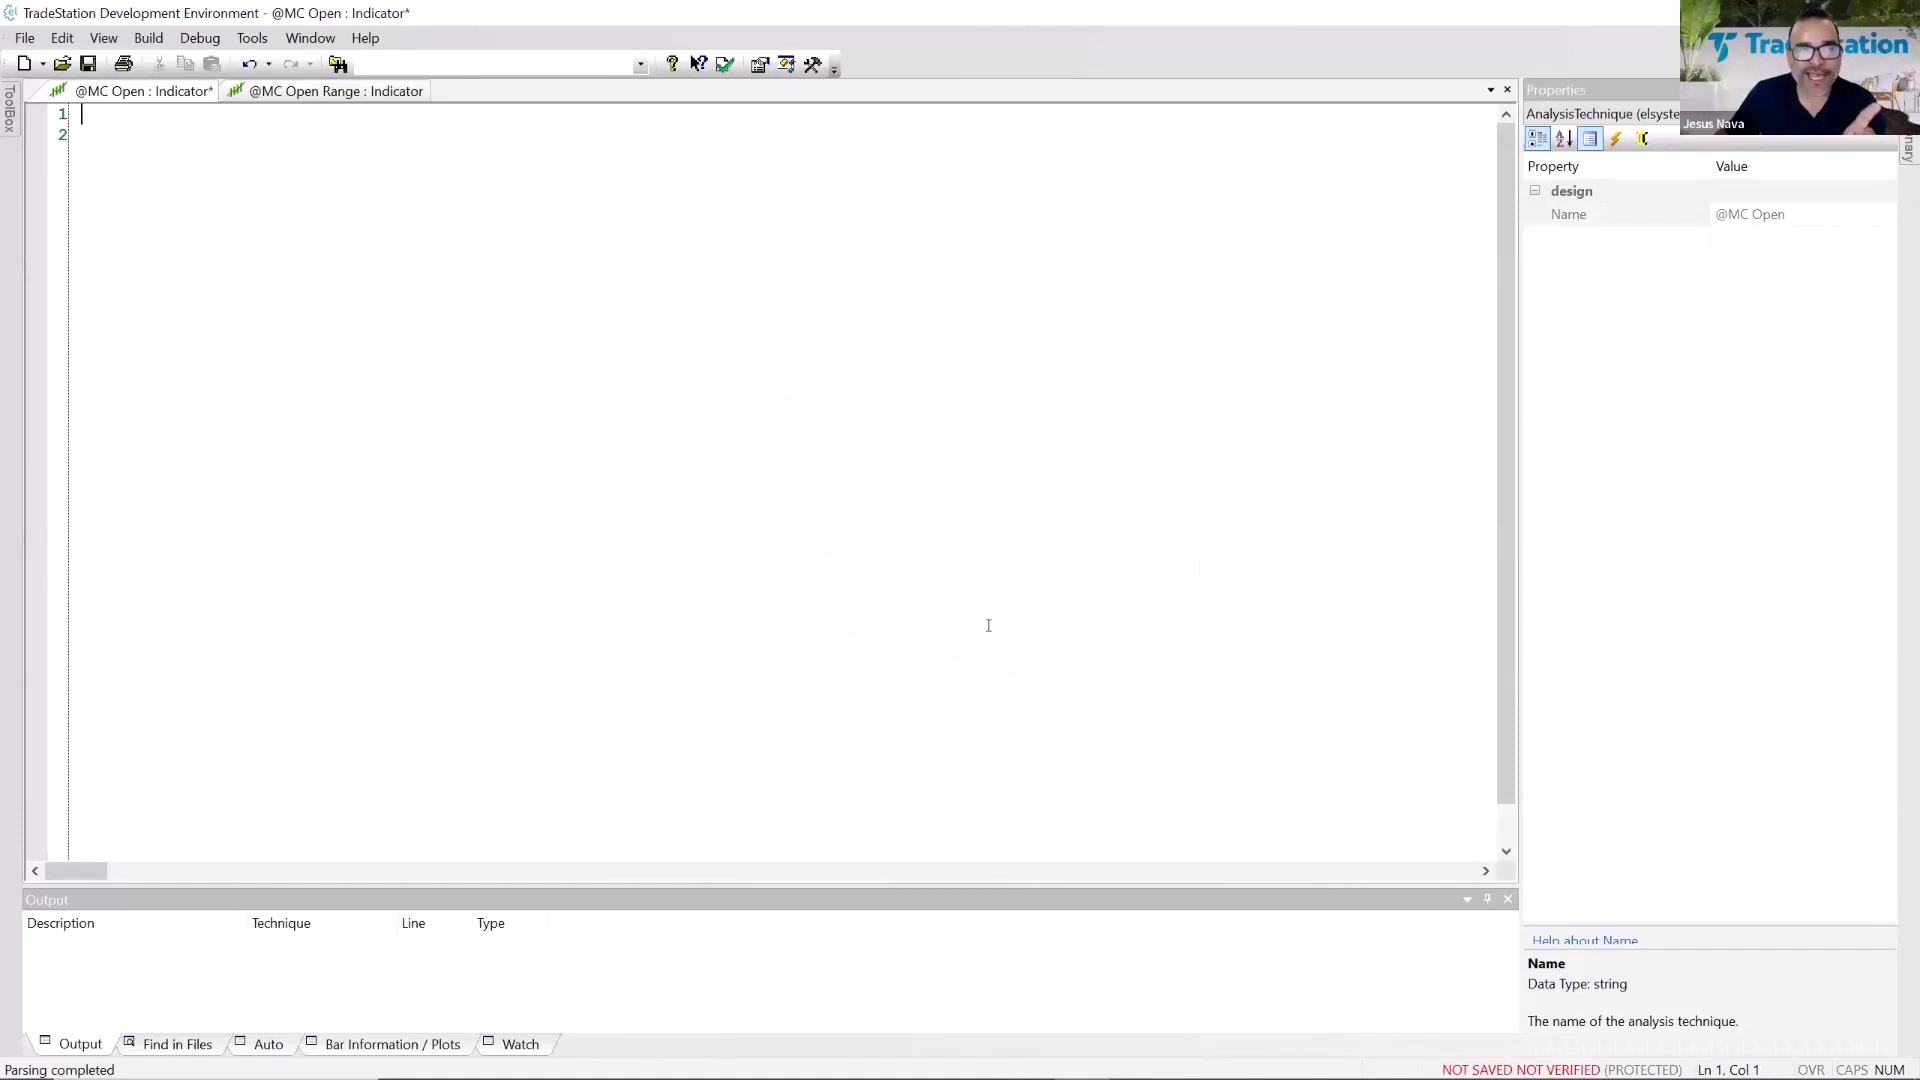 TradeStation Development Environment - @MC Open : Indicator*
File Edit View Build Debug Tools Window Help
@MC Open : Indicator* @MC Open Range : Indicator
ToolBox
1
2
Properties
AnalysisTechnique (elsyste
Jesus Nava
Property Value
design
Name @MC Open
Output
Description Technique Line Type
Help about Name
Name
Data Type: string
The name of the analysis technique.
Output Find in Files Auto Bar Information / Plots Watch
Parsing completed NOT SAVED NOT VERIFIED (PROTECTED) Ln 1, Col 1 OVR CAPS NUM